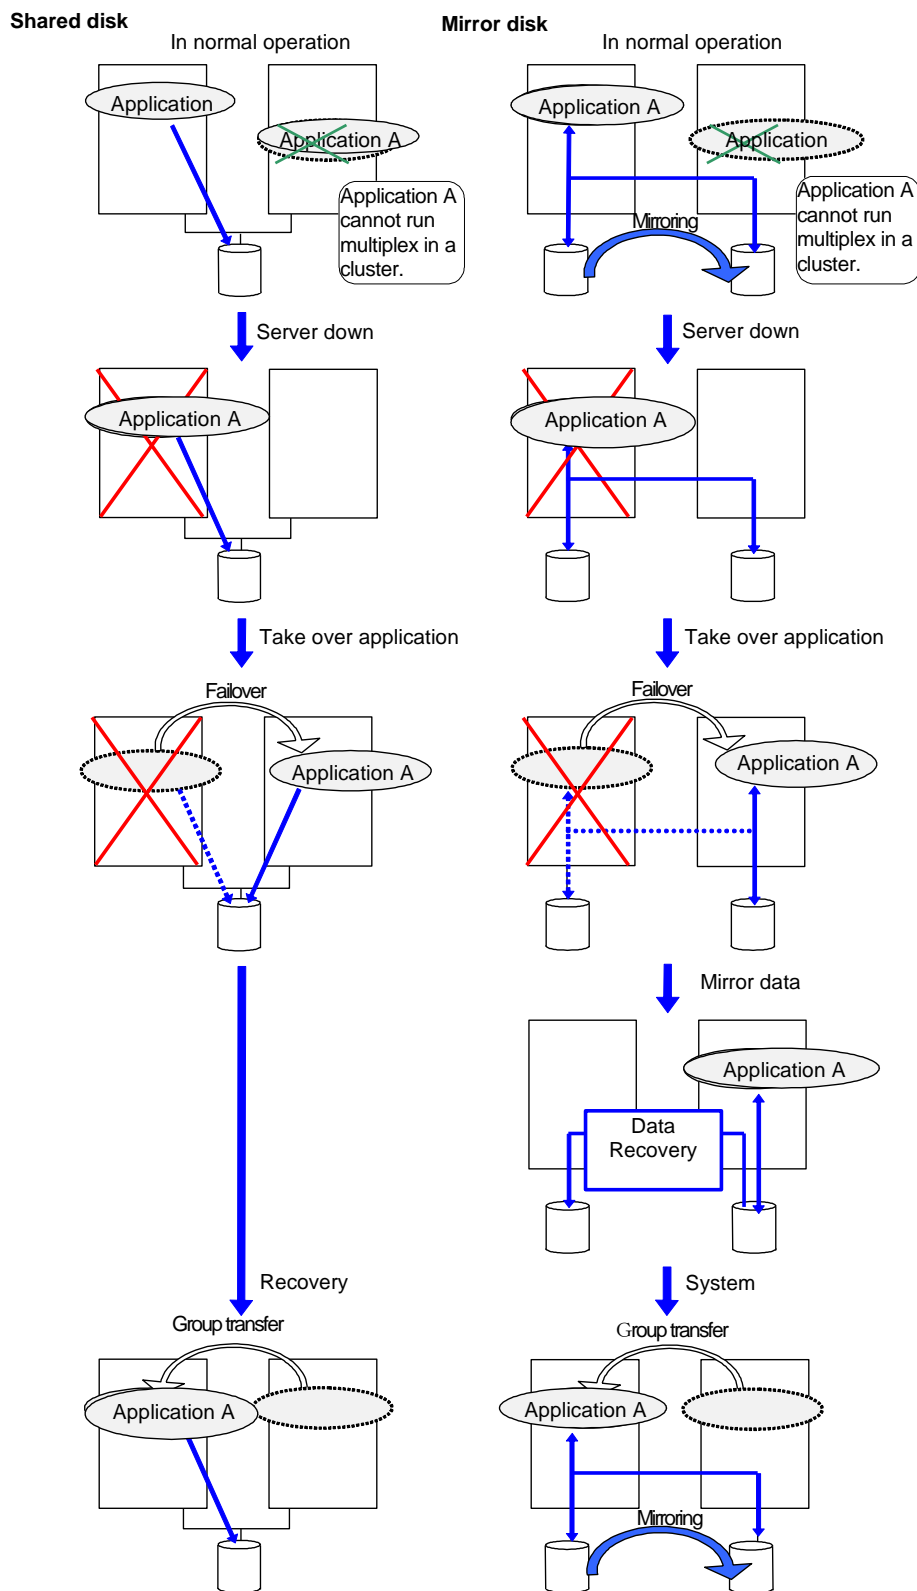 Shared disk
In normal operation
Application
Application A
Application A
cannot run
multiplex in a
cluster.
Server down
Application A
Take over application
Failover
Application A
Recovery
Group transfer
Application A
Mirror disk
In normal operation
Application A
Application
Application A
cannot run
multiplex in a
cluster.
Mirroring
Server down
Application A
Take over application
Failover
Application A
Mirror data
Application A
Data
Recovery
System
Group transfer
Application A
Mirroring